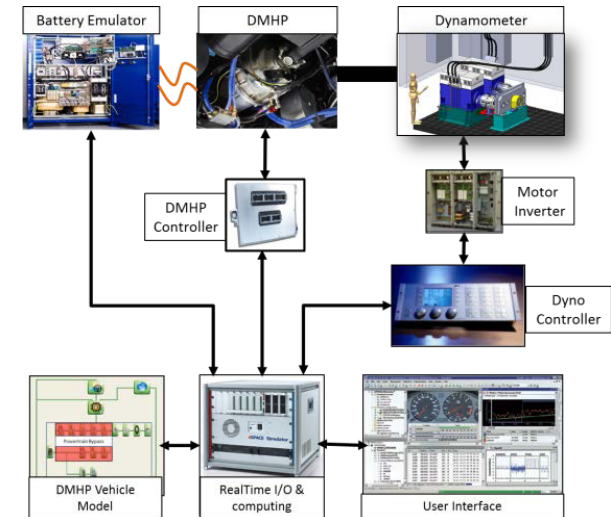 Battery Emulator
DMHP
Dynamometer
DMHP
Controller
Motor
Inverter
Dyno
Controller
Powertrain Bypass
dSPACE Simulator
DMHP Vehicle
Model
RealTime I/O &
computing
User Interface